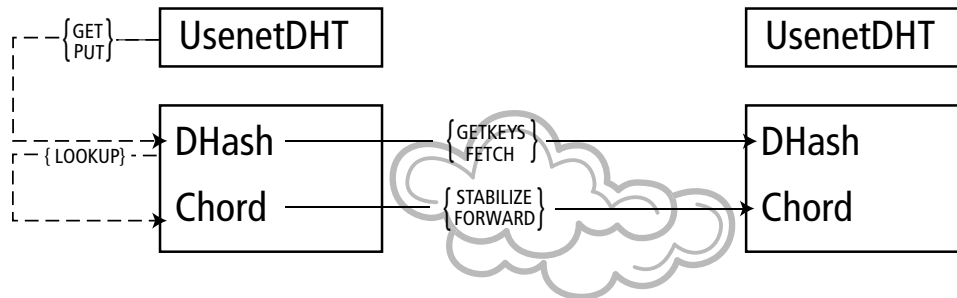 GET
PUT
UsenetDHT
UsenetDHT
DHash
GETKEYS
FETCH
DHash
{ LOOKUP}
Chord
STABILIZE
FORWARD
Chord